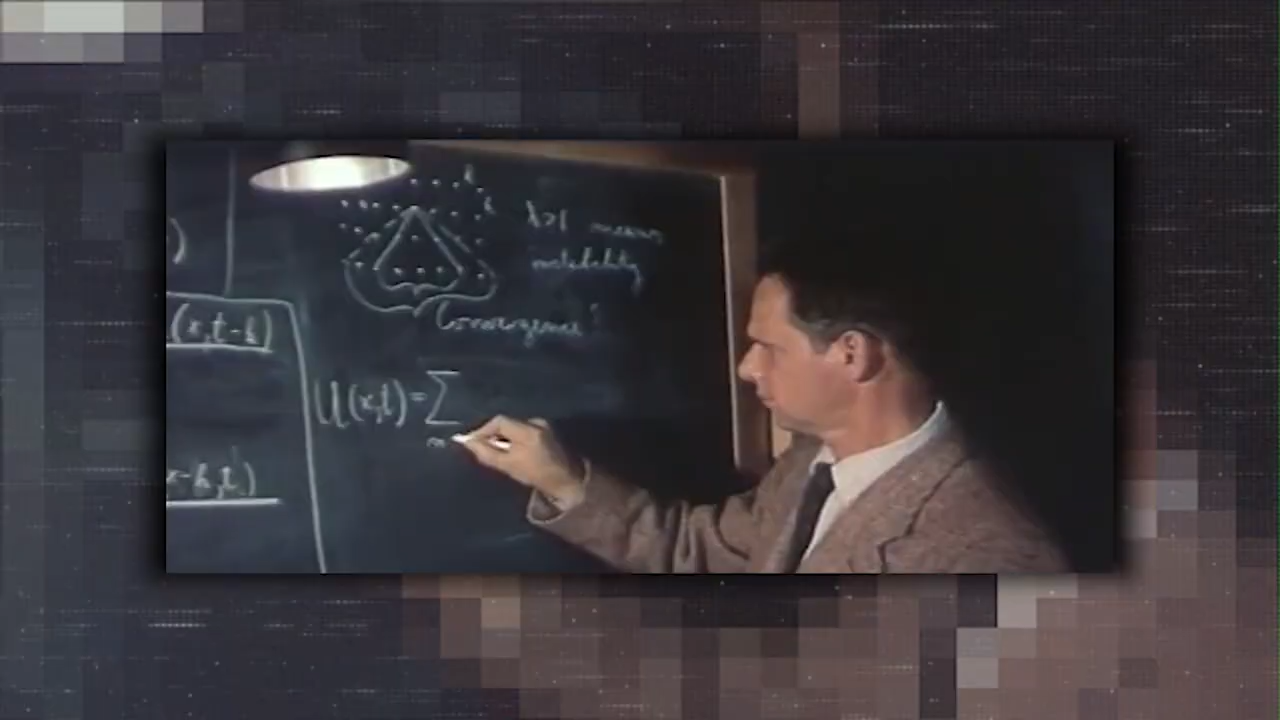 )
(x,t-k)
x-h,t)
k
λ>1 means
instability
Convergence!
U(x,t)=∑
m